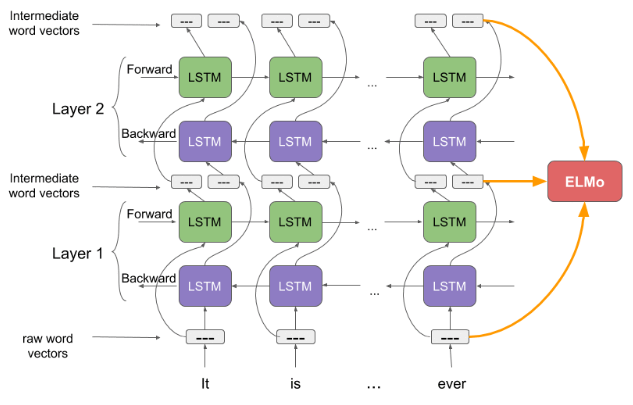 Intermediate
word vectors
--- --- --- --- --- ---
Forward
LSTM LSTM ... LSTM
Layer 2
Backward
LSTM LSTM ... LSTM
Intermediate
word vectors
--- --- --- --- --- ---
ELMo
Forward
LSTM LSTM ... LSTM
Layer 1
Backward
LSTM LSTM ... LSTM
raw word
vectors
--- --- ---
It is ... ever